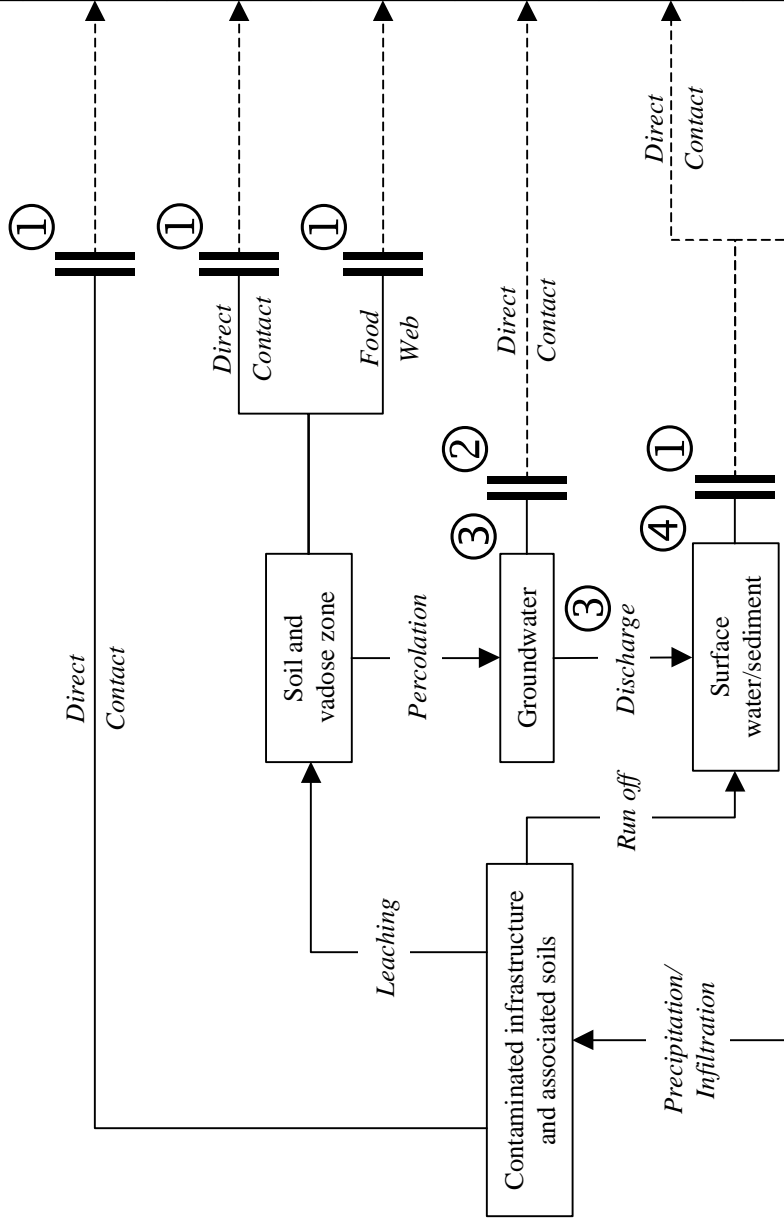 ①
①
①
Direct
Contact
Direct
Contact
Food
Web
Direct
Contact
Direct
Contact
Soil and
vadose zone
Percolation
③
②
Groundwater
③
Discharge
④
①
Surface
water/sediment
Leaching
Run off
Contaminated infrastructure
and associated soils
Precipitation/
Infiltration